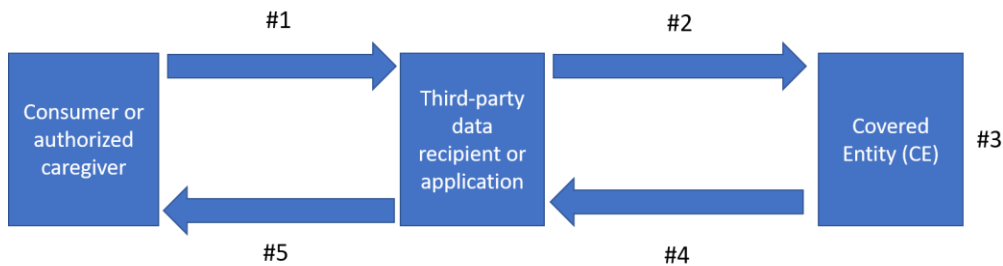 #1
#2
Consumer or
authorized
caregiver
Third-party
data
recipient or
application
Covered
Entity (CE)
#3
#5
#4